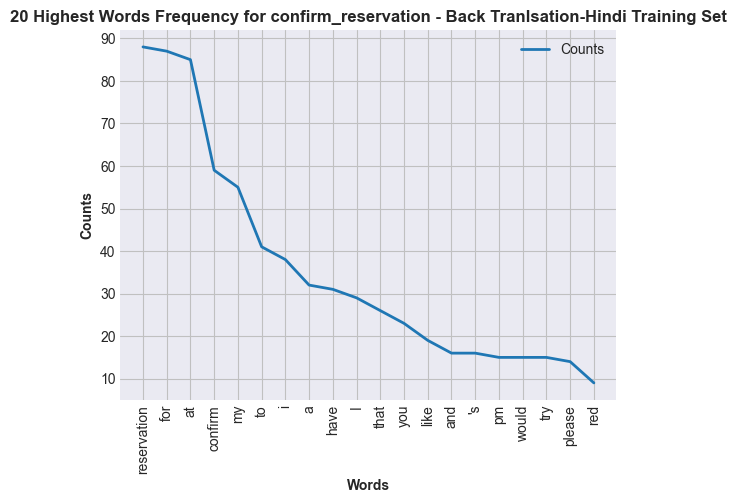 20 Highest Words Frequency for confirm_reservation - Back Tranlsation-Hindi Training Set
Counts
90
80
70
60
50
40
30
20
10
Counts
reservation
for
at
confirm
my
to
i
a
have
I
that
you
like
and
's
pm
would
try
please
red
Words